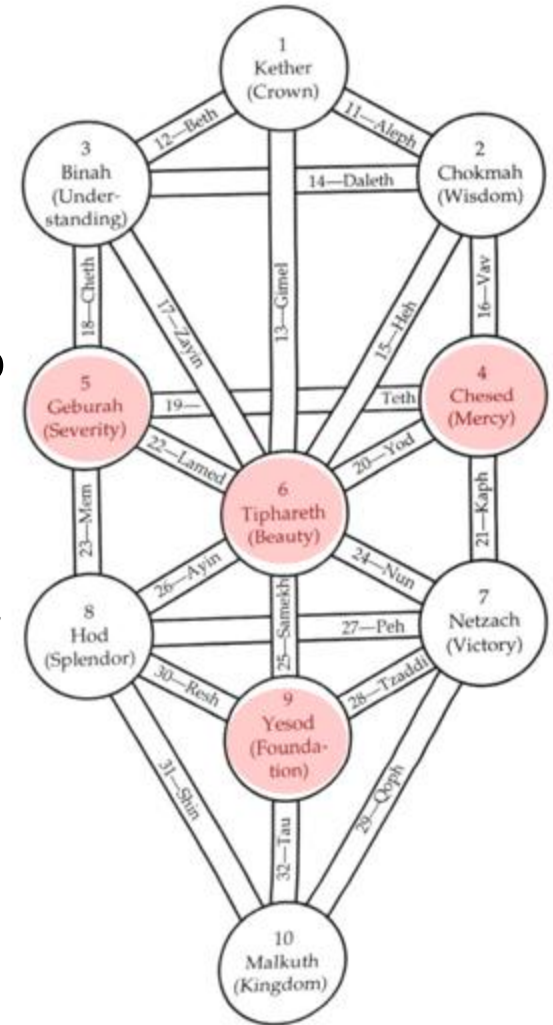 1
Kether
(Crown)
12—Beth
11—Aleph
3
Binah
(Under-
standing)
2
Chokmah
(Wisdom)
14—Daleth
18—Cheth
17—Zayin
13—Gimel
15—Heh
16—Vav
5
Geburah
(Severity)
4
Chesed
(Mercy)
19— Teth
22—Lamed
20—Yod
6
Tiphareth
(Beauty)
23—Mem
21—Kaph
26—Ayin
24—Nun
8
Hod
(Splendor)
7
Netzach
(Victory)
25—Samekh
27—Peh
30—Resh
28—Tzaddi
9
Yesod
(Founda-
tion)
31—Shin
32—Tau
29—Qoph
10
Malkuth
(Kingdom)